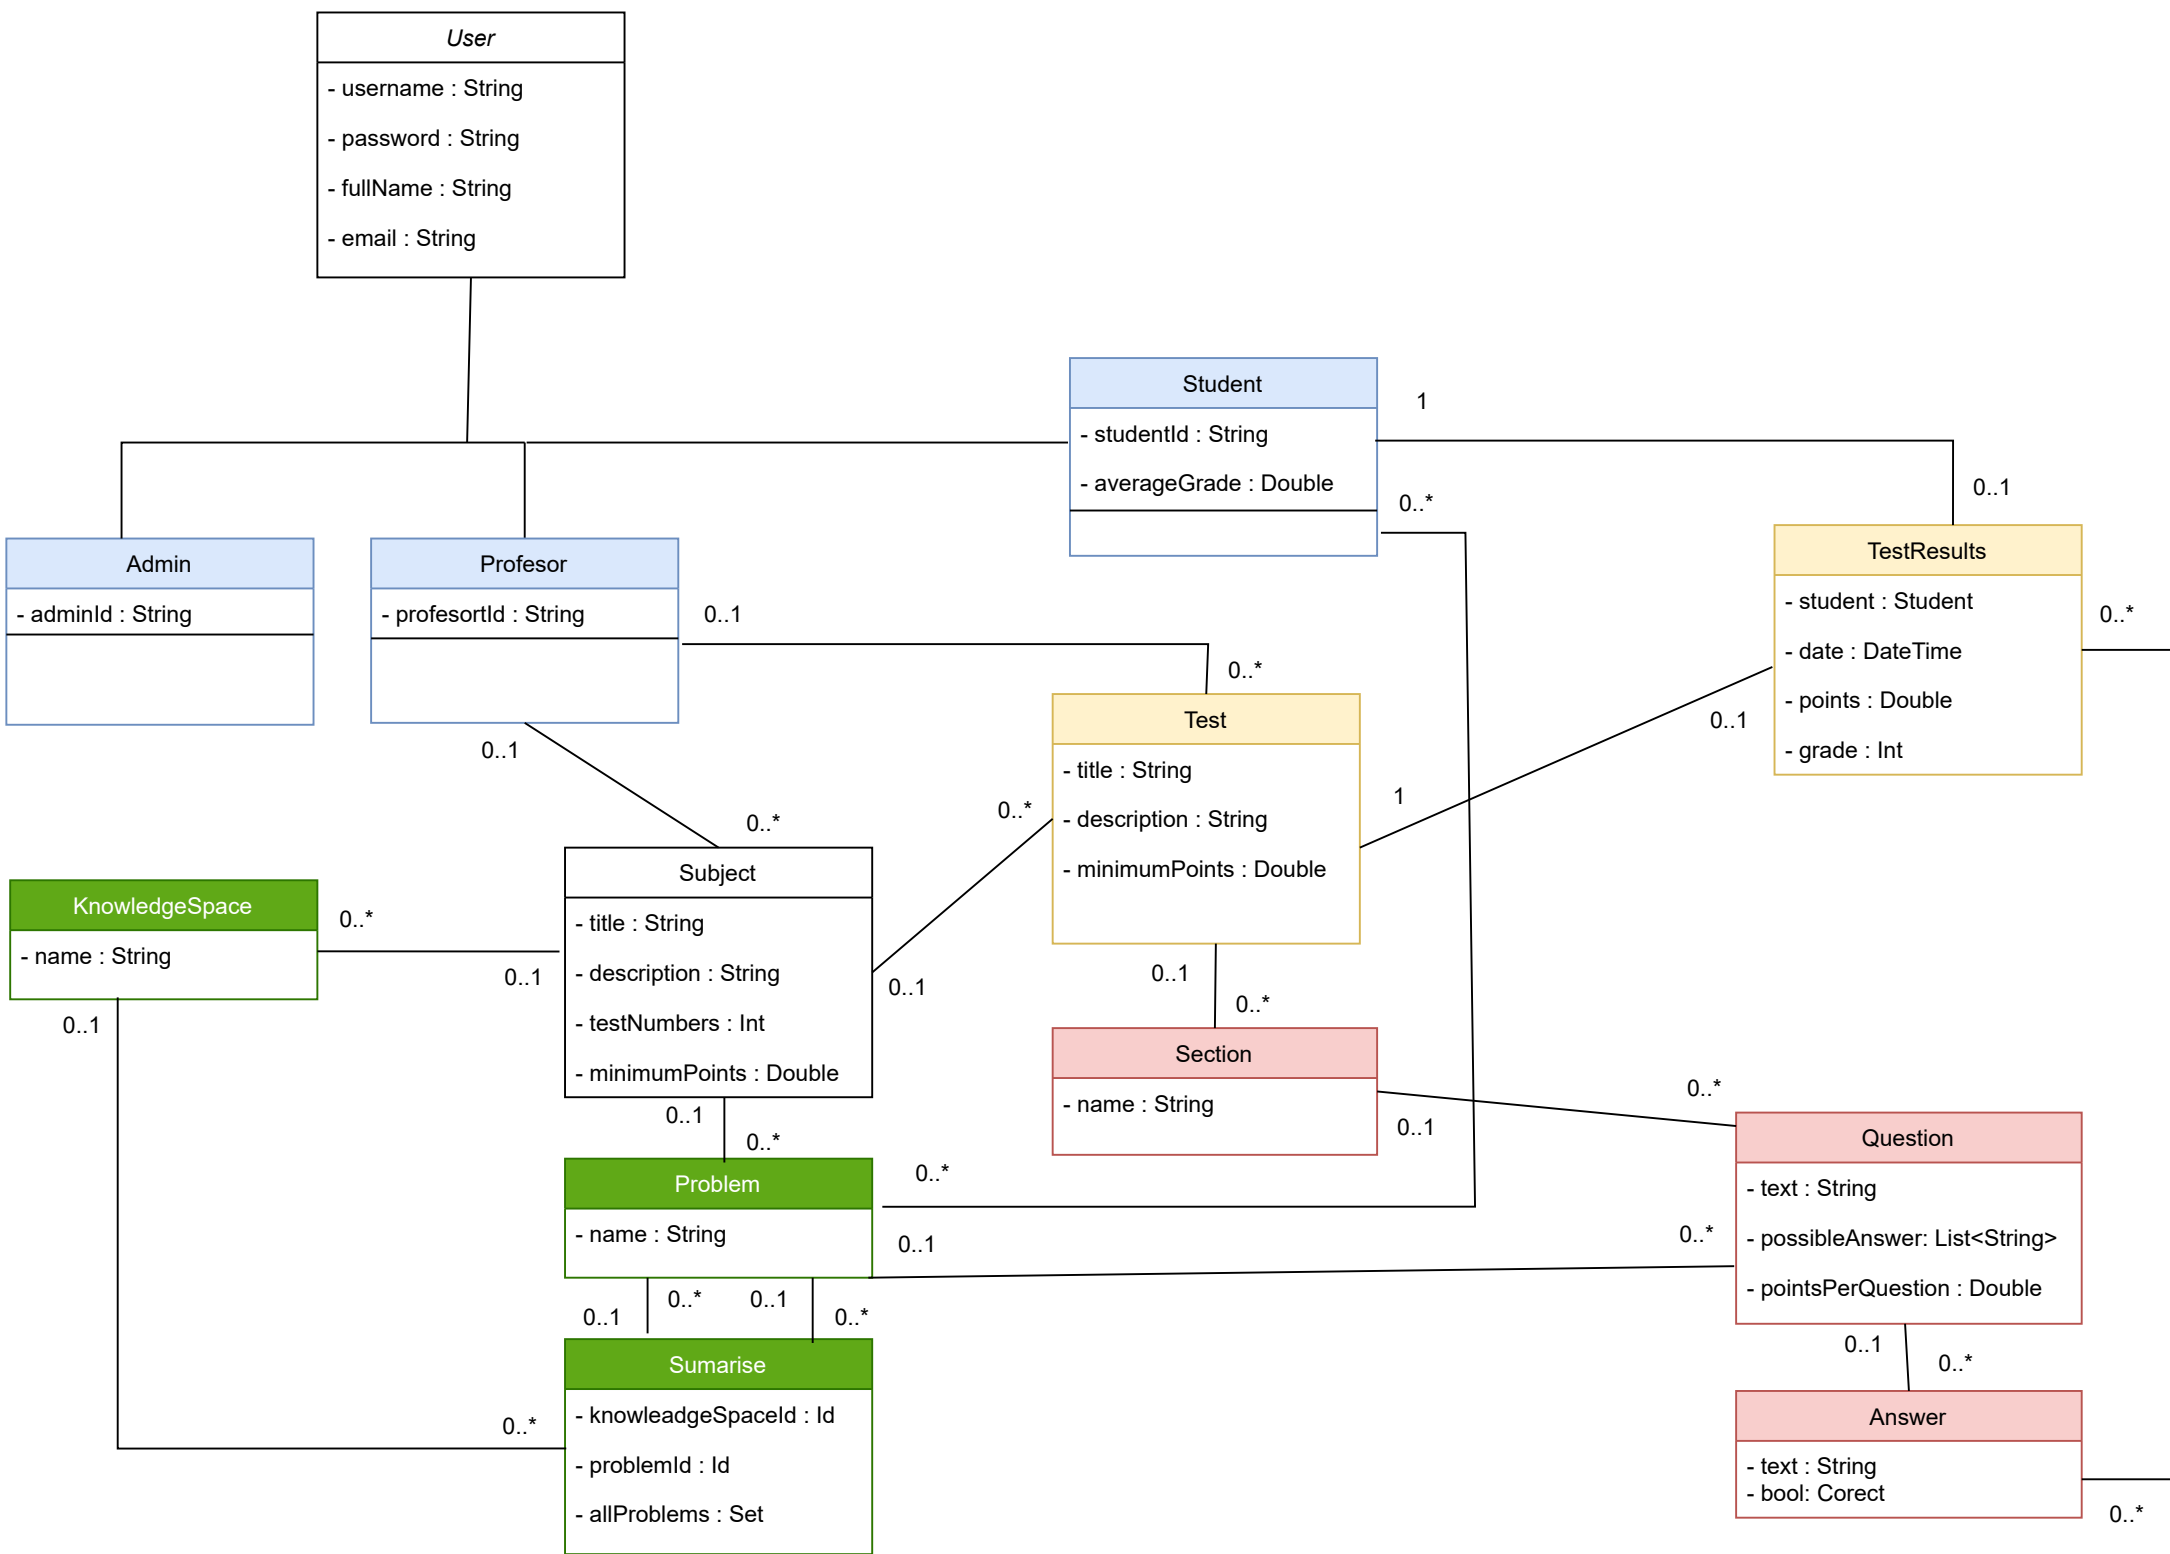 User
- username : String
- password : String
- fullName : String
- email : String
Student
- studentId : String
- averageGrade : Double
1
0..*
0..1
Admin
- adminId : String
Profesor
- profesortId : String
0..1
0..*
0..1
0..*
TestResults
- student : Student
- date : DateTime
- points : Double
- grade : Int
0..*
0..1
Test
- title : String
- description : String
- minimumPoints : Double
1
0..*
0..1
0..1
0..*
KnowledgeSpace
- name : String
0..*
0..1
0..1
Subject
- title : String
- description : String
- testNumbers : Int
- minimumPoints : Double
0..1
0..*
Section
- name : String
0..1
0..*
Problem
- name : String
0..*
0..1
0..*
Question
- text : String
- possibleAnswer: List<String>
- pointsPerQuestion : Double
0..1
0..*
0..1
0..*
0..1
0..*
Sumarise
- knowleadgeSpaceId : Id
- problemId : Id
- allProblems : Set
0..*
Answer
- text : String
- bool: Corect
0..*